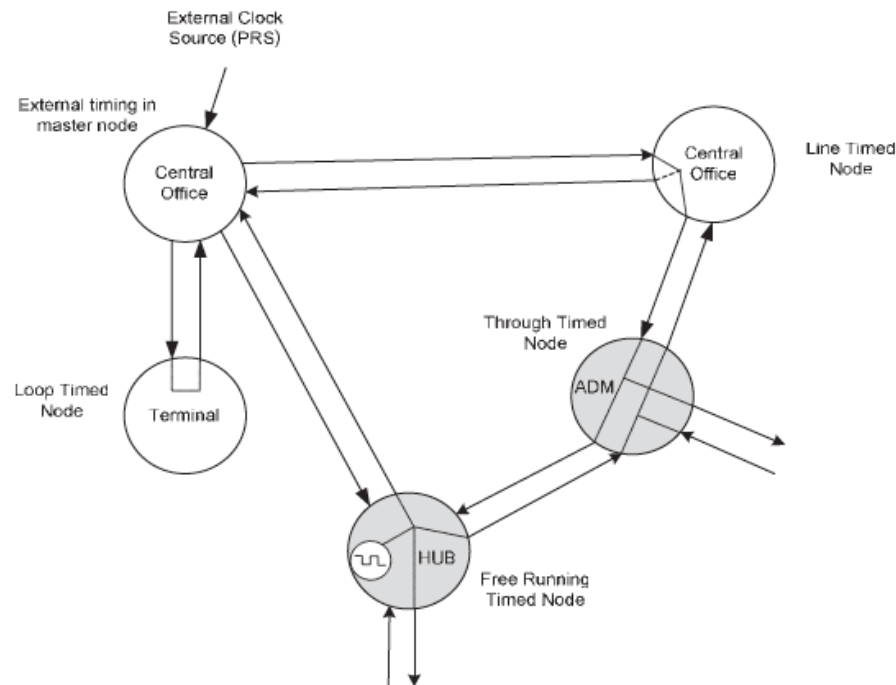 External Clock
Source (PRS)
External timing in
master node
Central
Office
Central
Office
Line Timed
Node
Through Timed
Node
ADM
Loop Timed
Node
Terminal
HUB
Free Running
Timed Node